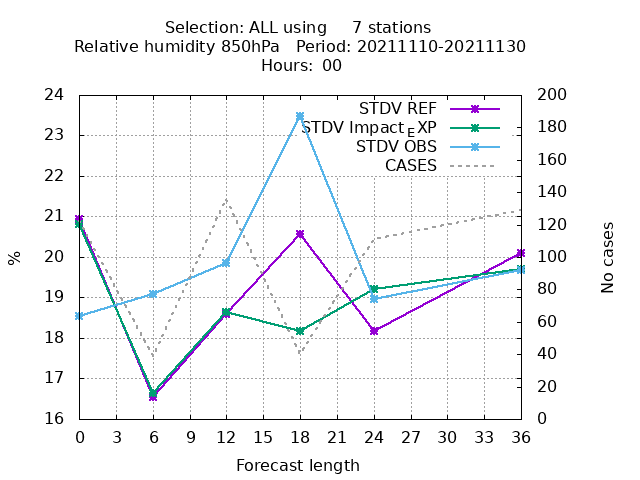 Selection: ALL using 7 stations
Relative humidity 850hPa Period: 20211110-20211130
Hours: 00
24
23
22
21
20
19
18
17
16
%
STDV REF
STDV Impact_EXP
STDV OBS
CASES
200
180
160
140
120
100
80
60
40
20
0
No cases
0 3 6 9 12 15 18 21 24 27 30 33 36
Forecast length